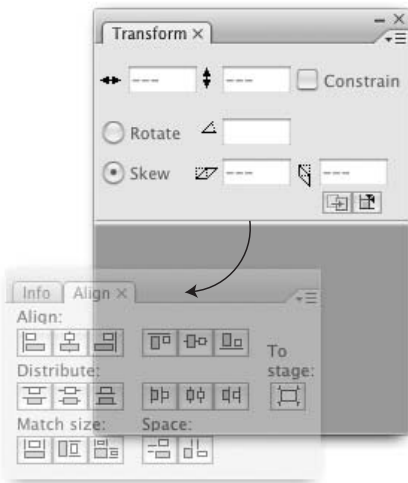 Transform ×
--- --- Constrain
Rotate
Skew --- ---
Info Align ×
Align:
To
stage:
Distribute:
Match size: Space: